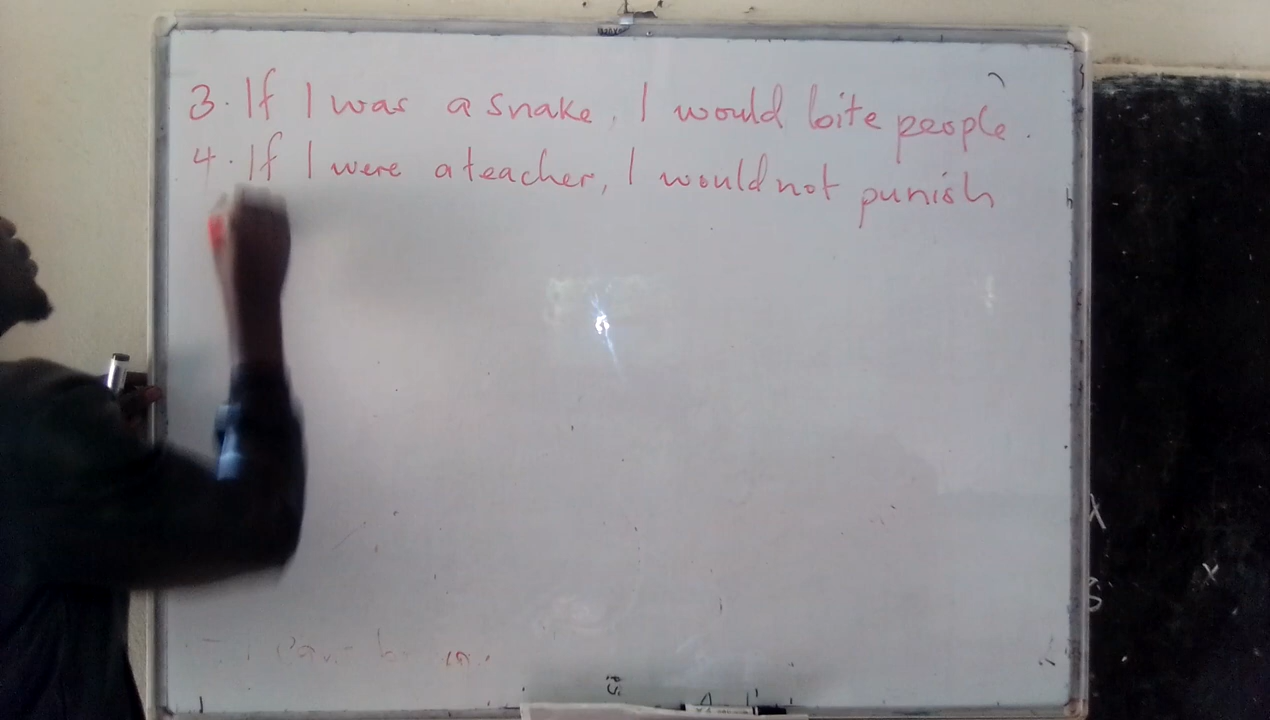 3. If I was a snake, I would bite people.
4. If I were a teacher, I would not punish